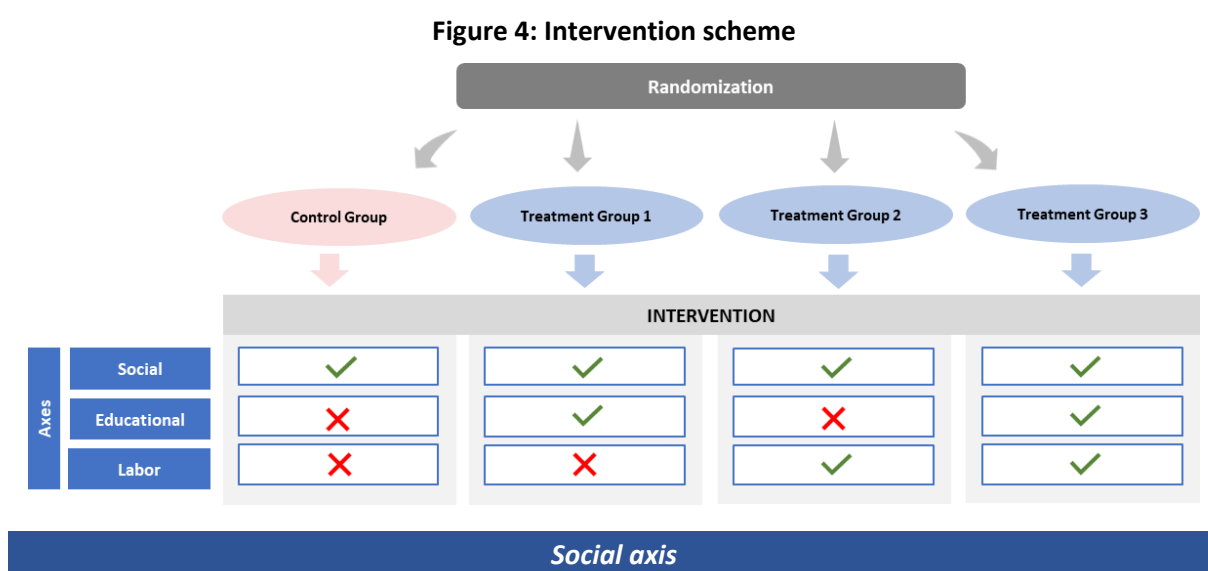 Figure 4: Intervention scheme
Randomization
Control Group
Treatment Group 1
Treatment Group 2
Treatment Group 3
INTERVENTION
Axes
Social
Educational
Labor
Social axis